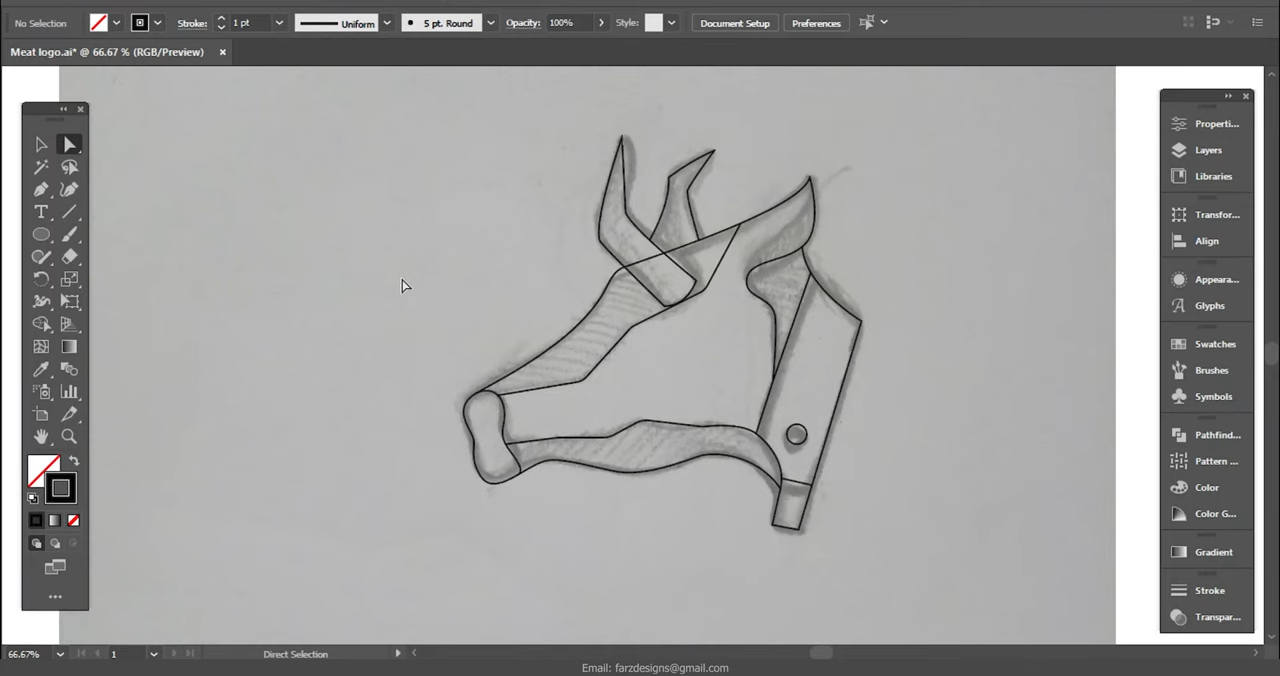 No Selection Stroke: 1 pt Uniform 5 pt. Round Opacity: 100% Style: Document Setup Preferences
Meat logo.ai* @ 66.67 % (RGB/Preview)
Properti...
Layers
Libraries
Transfor...
Align
Appeara...
Glyphs
Swatches
Brushes
Symbols
Pathfind...
Pattern ...
Color
Color G...
Gradient
Stroke
Transpar...
66.67% 1 Direct Selection
Email: farzdesigns@gmail.com